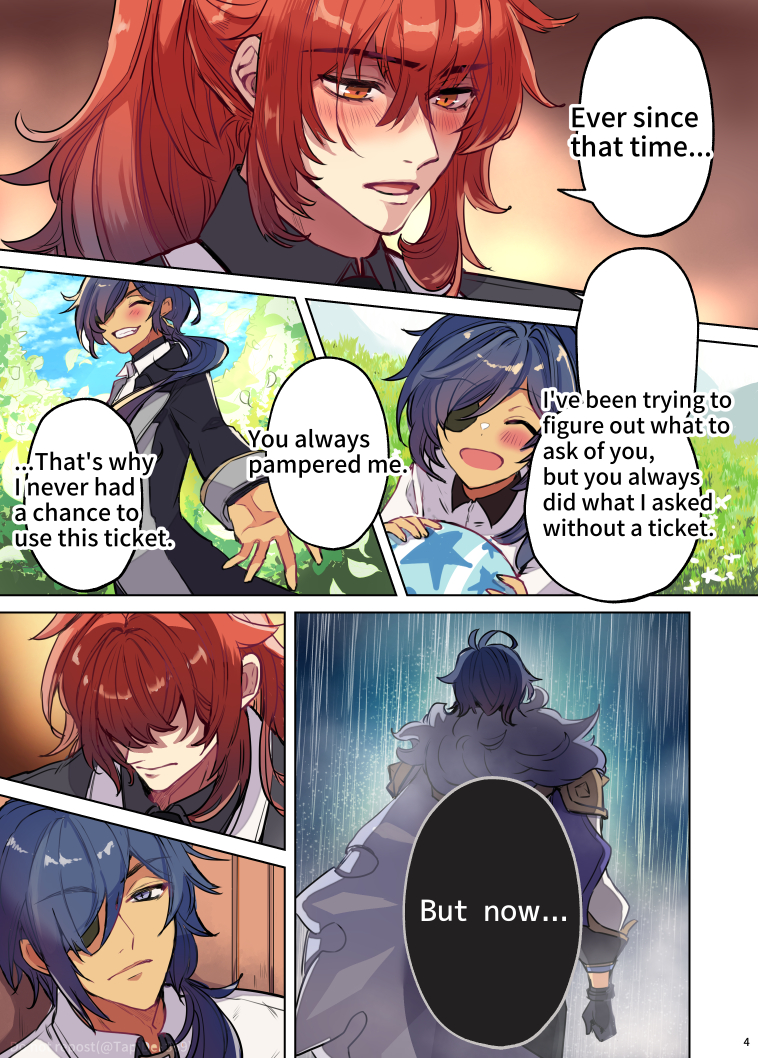 Ever since
that time...
I've been trying to
figure out what to
ask of you,
but you always
did what I asked
without a ticket.
You always
pampered me.
...That's why
I never had
a chance to
use this ticket.
But now...
4